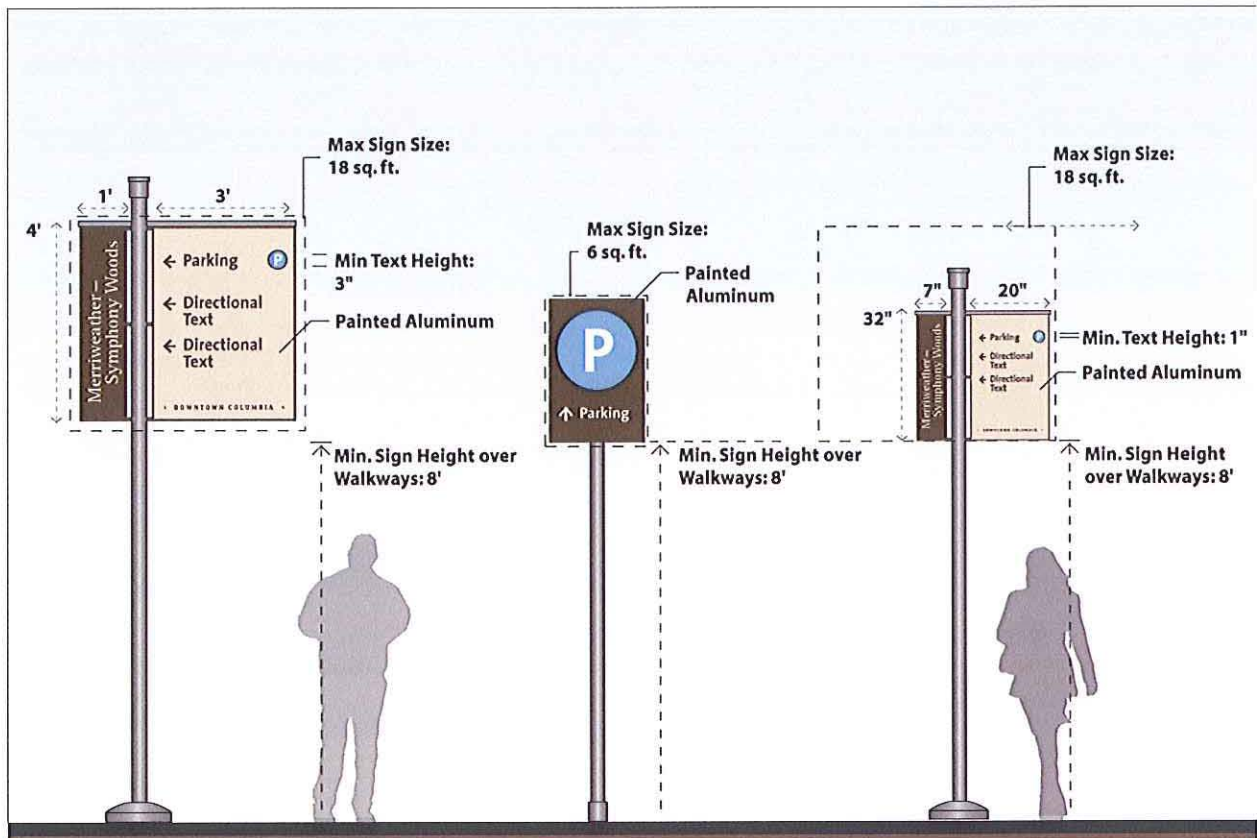 Max Sign Size:
18 sq. ft.
1'
3'
4'
Merriweather–
Symphony Woods
← Parking
P
← Directional
Text
← Directional
Text
• DOWNTOWN COLUMBIA •
Min Text Height:
3"
Painted Aluminum
Min. Sign Height over
Walkways: 8'
Max Sign Size:
6 sq. ft.
Painted
Aluminum
P
↑ Parking
Min. Sign Height over
Walkways: 8'
Max Sign Size:
18 sq. ft.
7"
20"
32"
Merriweather–
Symphony Woods
← Parking
P
← Directional
Text
← Directional
Text
• DOWNTOWN COLUMBIA •
Min. Text Height: 1"
Painted Aluminum
Min. Sign Height
over Walkways: 8'